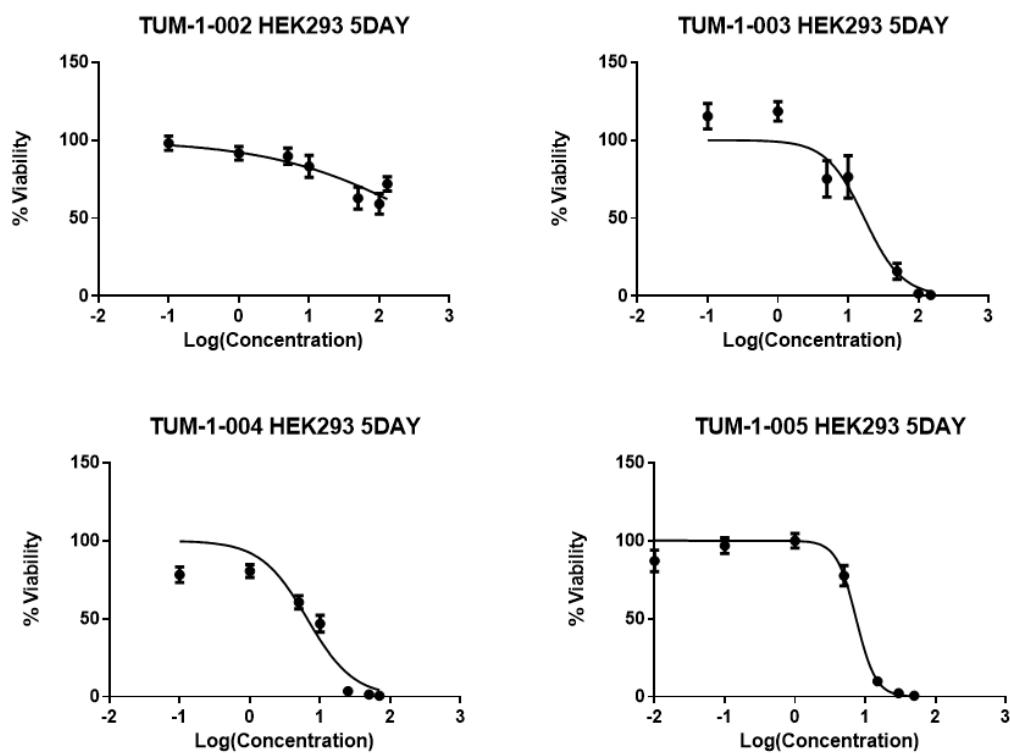 TUM-1-002 HEK293 5DAY
% Viability
150
100
50
0
-2 -1 0 1 2 3
Log(Concentration)
TUM-1-003 HEK293 5DAY
% Viability
150
100
50
0
-2 -1 0 1 2 3
Log(Concentration)
TUM-1-004 HEK293 5DAY
% Viability
150
100
50
0
-2 -1 0 1 2 3
Log(Concentration)
TUM-1-005 HEK293 5DAY
% Viability
150
100
50
0
-2 -1 0 1 2 3
Log(Concentration)